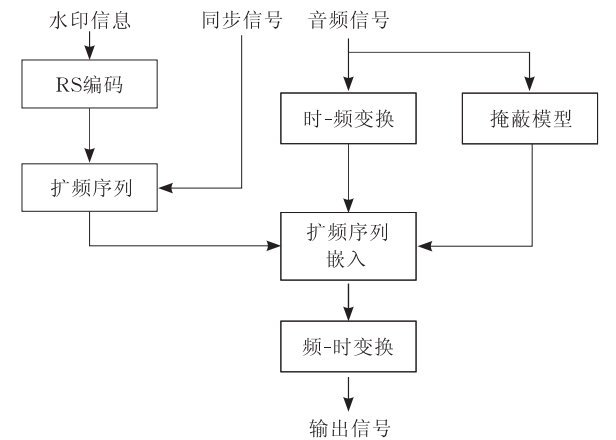 水印信息
同步信号
音频信号
RS编码
时-频变换
掩蔽模型
扩频序列
扩频序列
嵌入
频-时变换
输出信号